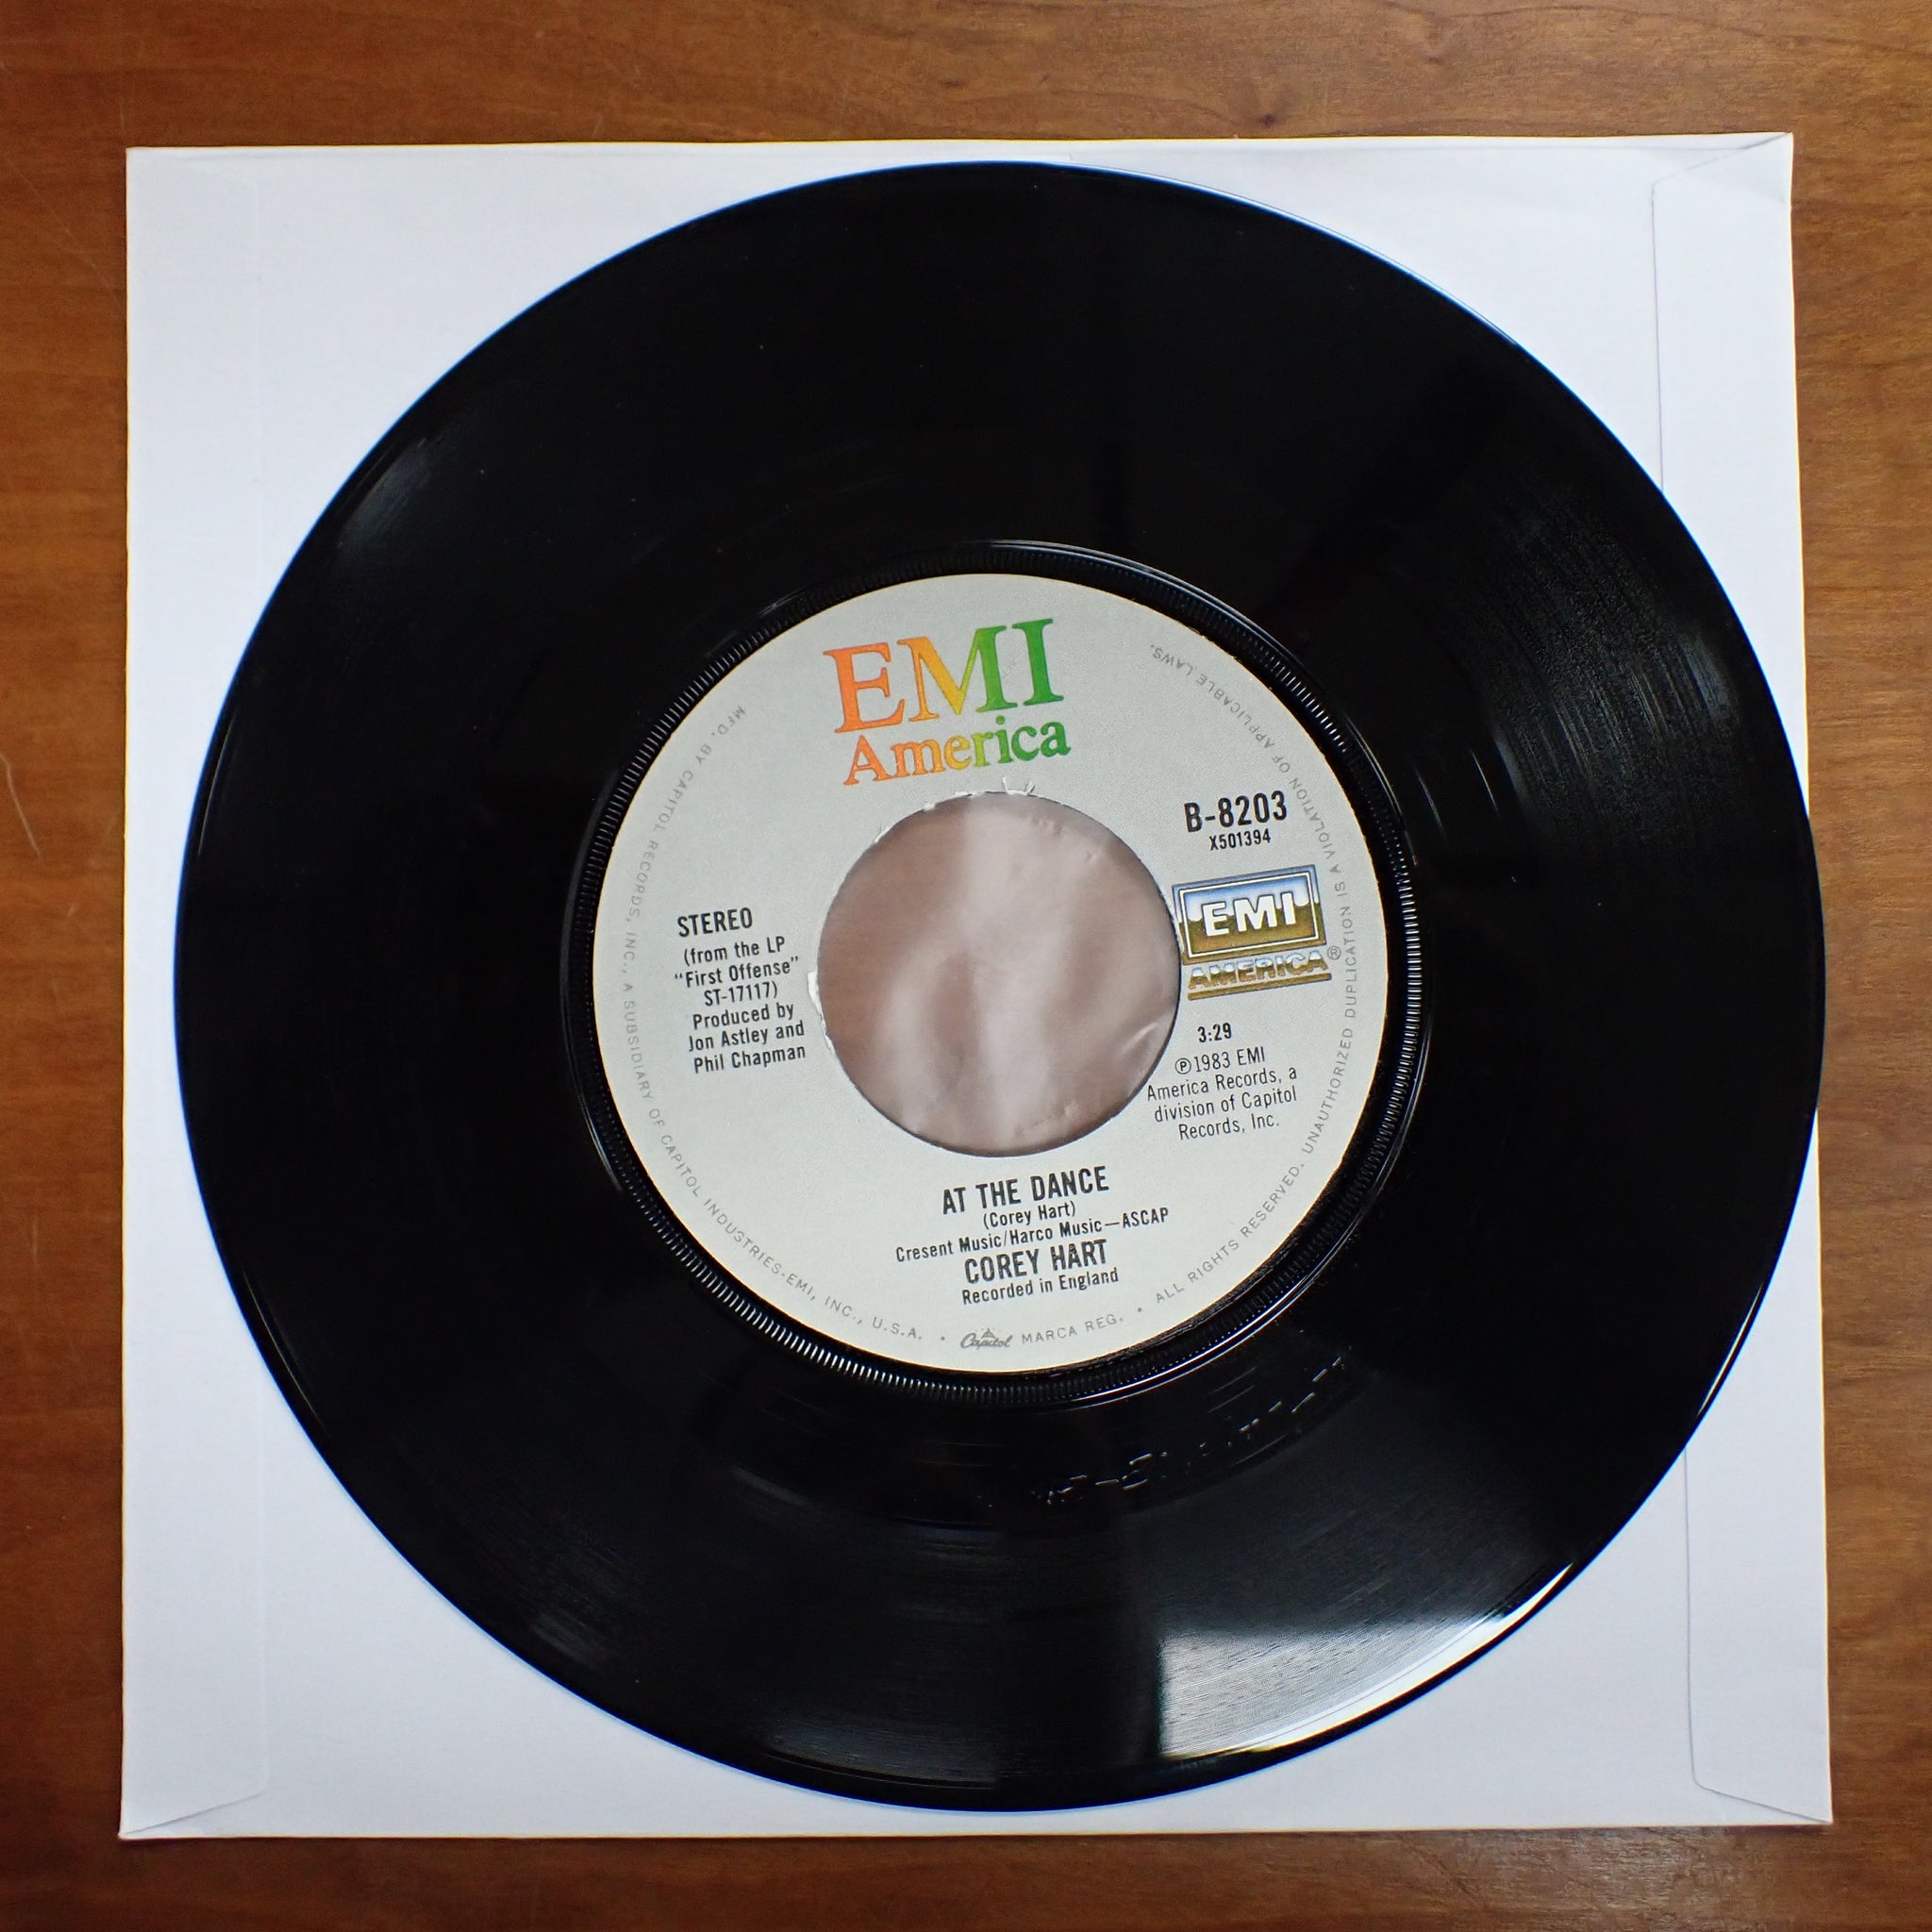 EMI
America
B-8203
X501394
EMI
AMERICA®
STEREO
(from the LP
"First Offense"
ST-17117)
Produced by
Jon Astley and
Phil Chapman
3:29
Ⓟ1983 EMI
America Records, a
division of Capitol
Records, Inc.
AT THE DANCE
(Corey Hart)
Cresent Music/Harco Music—ASCAP
COREY HART
Recorded in England
MFD. BY CAPITOL RECORDS, INC., A SUBSIDIARY OF CAPITOL INDUSTRIES-EMI, INC., U.S.A. • Capitol MARCA REG. • ALL RIGHTS RESERVED. UNAUTHORIZED DUPLICATION IS A VIOLATION OF APPLICABLE LAWS.